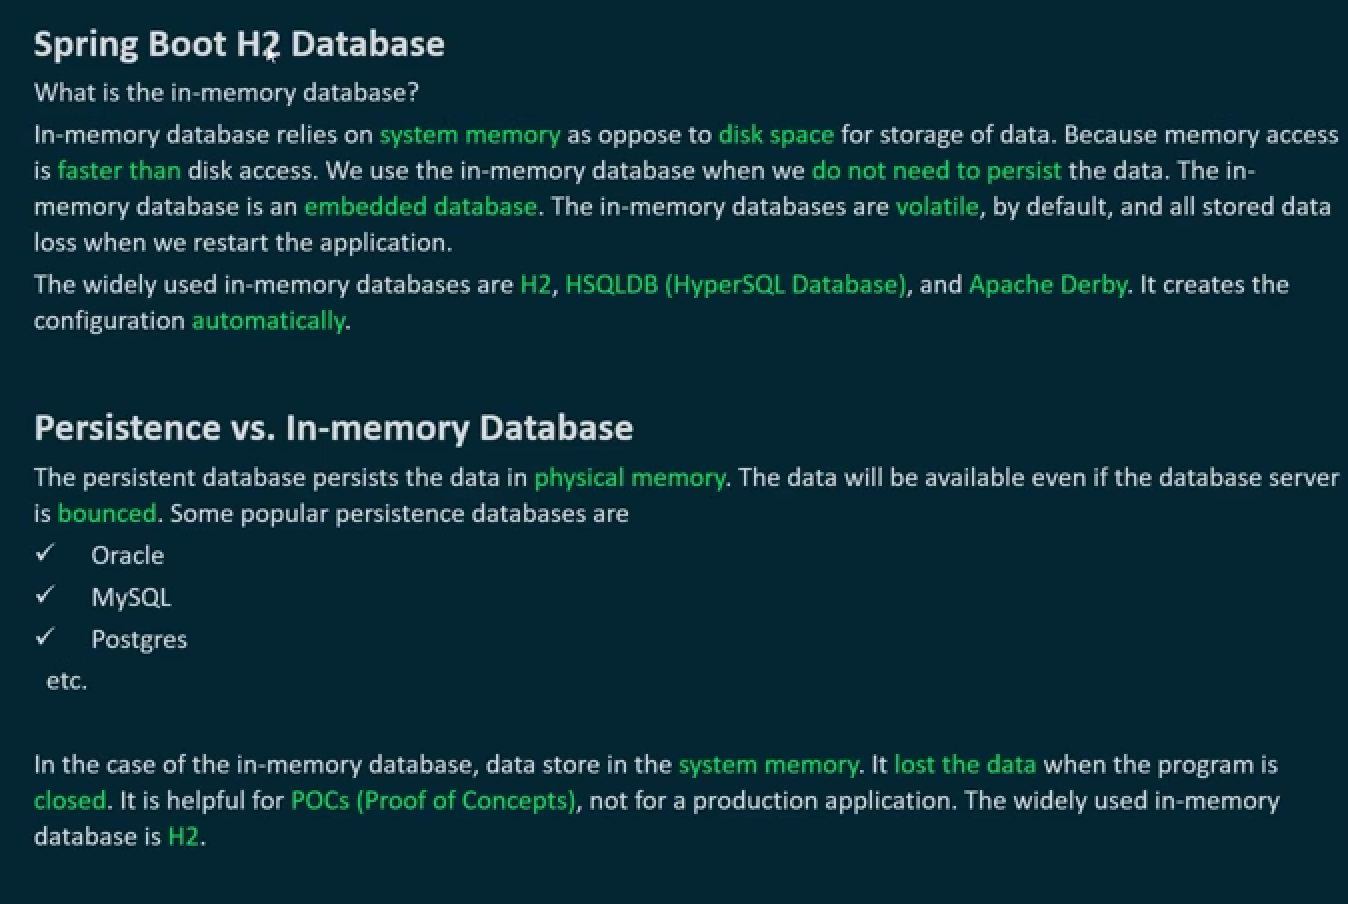 Spring Boot H2 Database
What is the in-memory database?
In-memory database relies on system memory as oppose to disk space for storage of data. Because memory access
is faster than disk access. We use the in-memory database when we do not need to persist the data. The in-
memory database is an embedded database. The in-memory databases are volatile, by default, and all stored data
loss when we restart the application.
The widely used in-memory databases are H2, HSQLDB (HyperSQL Database), and Apache Derby. It creates the
configuration automatically.
Persistence vs. In-memory Database
The persistent database persists the data in physical memory. The data will be available even if the database server
is bounced. Some popular persistence databases are
✓ Oracle
✓ MySQL
✓ Postgres
etc.
In the case of the in-memory database, data store in the system memory. It lost the data when the program is
closed. It is helpful for POCs (Proof of Concepts), not for a production application. The widely used in-memory
database is H2.